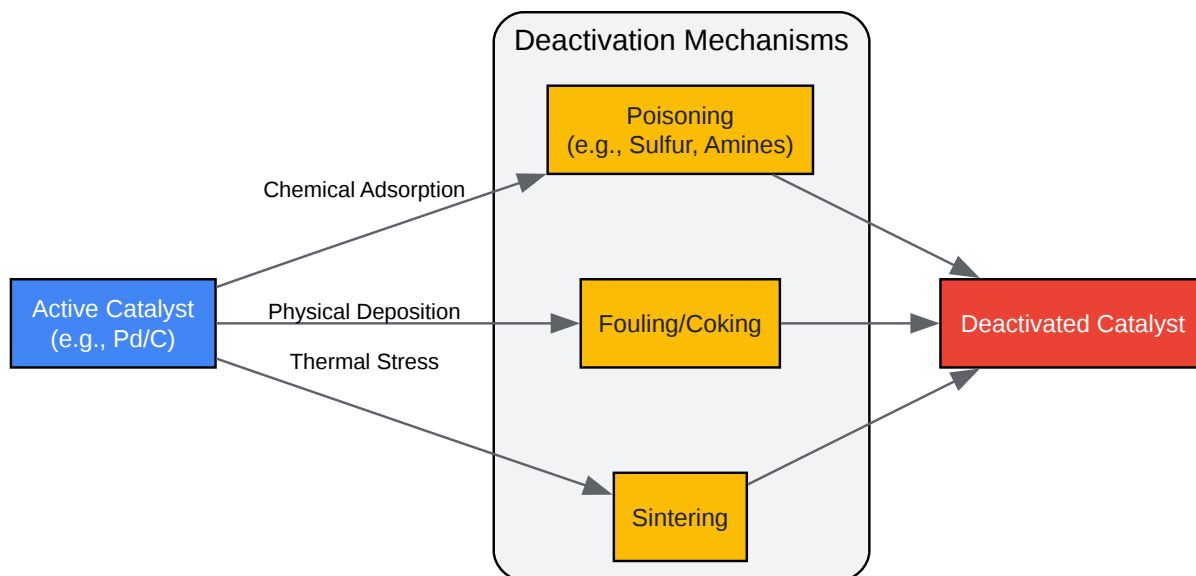 Deactivation Mechanisms
Poisoning
(e.g., Sulfur, Amines)
Chemical Adsorption
Active Catalyst
(e.g., Pd/C)
Physical Deposition
Fouling/Coking
Deactivated Catalyst
Thermal Stress
Sintering